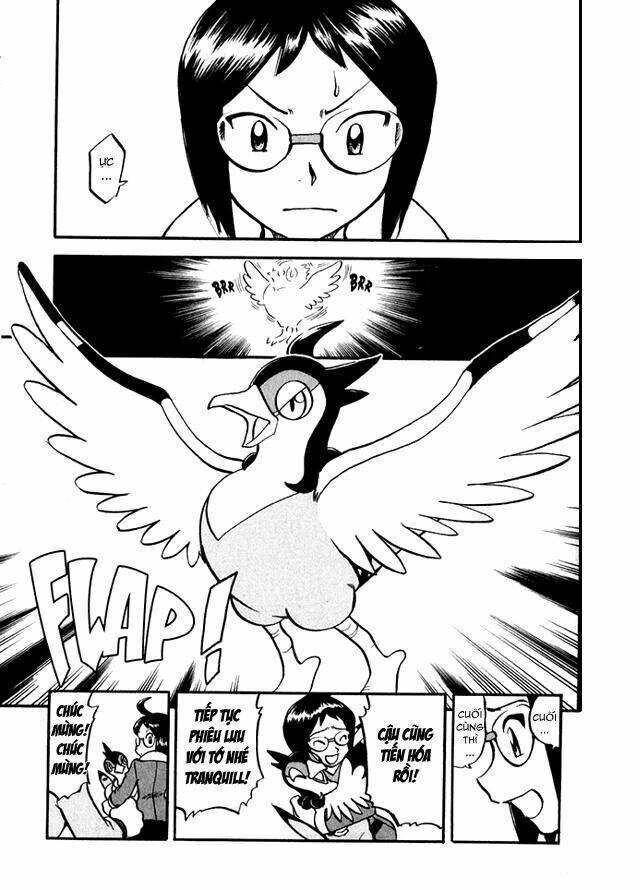 ỰC
...
BRR
BRR
FLAP!
CUỐI
...
CUỐI
CÙNG
THÌ
...
CẬU CŨNG
TIẾN HÓA
RỒI!
TIẾP TỤC
PHIÊU LƯU
VỚI TỚ NHÉ
TRANQUILL!
CHÚC
MỪNG!
CHÚC
MỪNG!